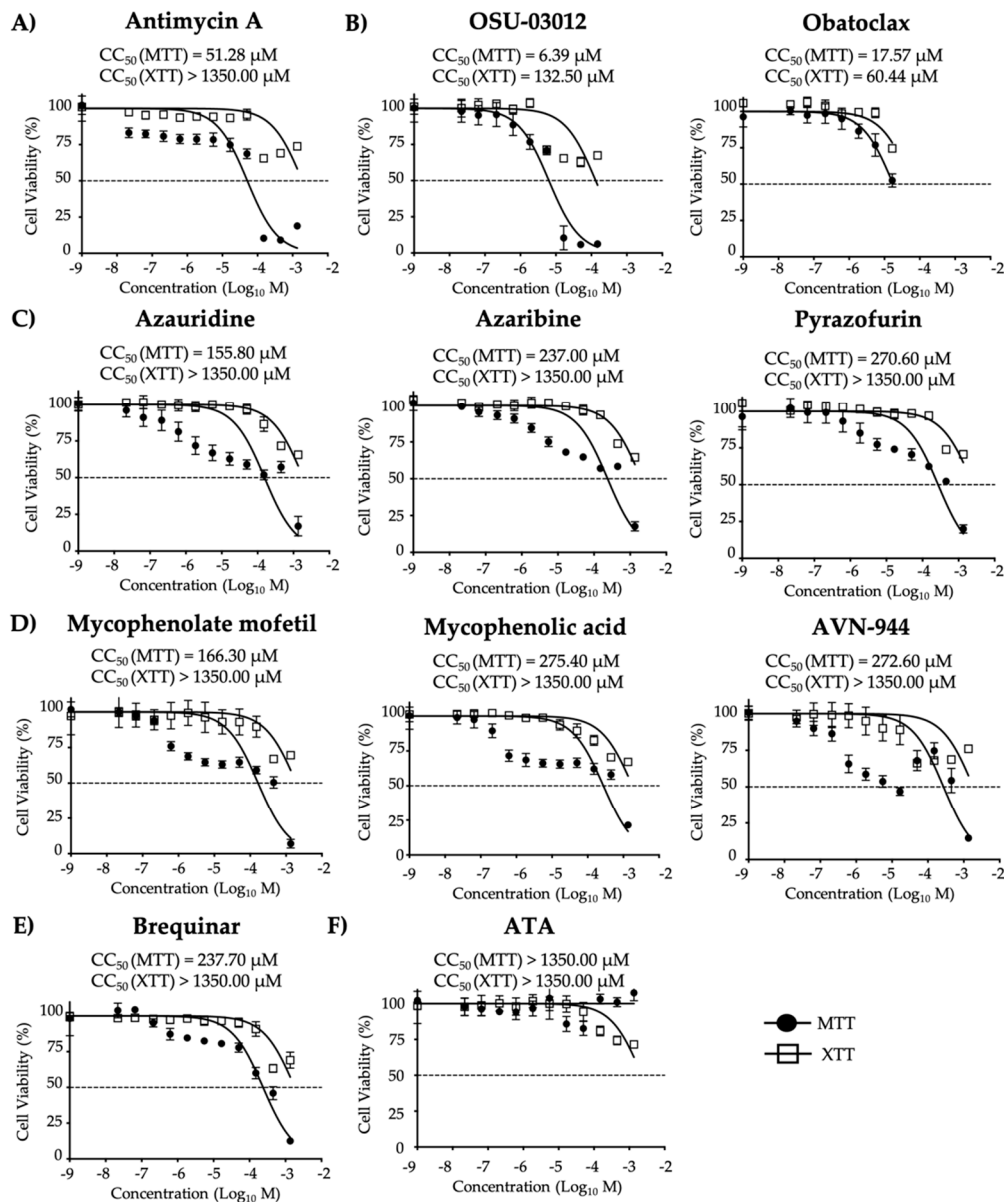 A)
Antimycin A
CC50 (MTT) = 51.28 µM
CC50 (XTT) > 1350.00 µM
Cell Viability (%)
100
75
50
25
0
-9 -8 -7 -6 -5 -4 -3 -2
Concentration (Log10 M)
B)
OSU-03012
CC50 (MTT) = 6.39 µM
CC50 (XTT) = 132.50 µM
Cell Viability (%)
100
75
50
25
0
-9 -8 -7 -6 -5 -4 -3 -2
Concentration (Log10 M)
Obatoclax
CC50 (MTT) = 17.57 µM
CC50 (XTT) = 60.44 µM
Cell Viability (%)
100
75
50
25
0
-9 -8 -7 -6 -5 -4 -3 -2
Concentration (Log10 M)
C)
Azauridine
CC50 (MTT) = 155.80 µM
CC50 (XTT) > 1350.00 µM
Cell Viability (%)
100
75
50
25
0
-9 -8 -7 -6 -5 -4 -3 -2
Concentration (Log10 M)
Azaribine
CC50 (MTT) = 237.00 µM
CC50 (XTT) > 1350.00 µM
Cell Viability (%)
100
75
50
25
0
-9 -8 -7 -6 -5 -4 -3 -2
Concentration (Log10 M)
Pyrazofurin
CC50 (MTT) = 270.60 µM
CC50 (XTT) > 1350.00 µM
Cell Viability (%)
100
75
50
25
0
-9 -8 -7 -6 -5 -4 -3 -2
Concentration (Log10 M)
D)
Mycophenolate mofetil
CC50 (MTT) = 166.30 µM
CC50 (XTT) > 1350.00 µM
Cell Viability (%)
100
75
50
25
0
-9 -8 -7 -6 -5 -4 -3 -2
Concentration (Log10 M)
Mycophenolic acid
CC50 (MTT) = 275.40 µM
CC50 (XTT) > 1350.00 µM
Cell Viability (%)
100
75
50
25
0
-9 -8 -7 -6 -5 -4 -3 -2
Concentration (Log10 M)
AVN-944
CC50 (MTT) = 272.60 µM
CC50 (XTT) > 1350.00 µM
Cell Viability (%)
100
75
50
25
0
-9 -8 -7 -6 -5 -4 -3 -2
Concentration (Log10 M)
E)
Brequinar
CC50 (MTT) = 237.70 µM
CC50 (XTT) > 1350.00 µM
Cell Viability (%)
100
75
50
25
0
-9 -8 -7 -6 -5 -4 -3 -2
Concentration (Log10 M)
F)
ATA
CC50 (MTT) > 1350.00 µM
CC50 (XTT) > 1350.00 µM
Cell Viability (%)
100
75
50
25
0
-9 -8 -7 -6 -5 -4 -3 -2
Concentration (Log10 M)
MTT
XTT